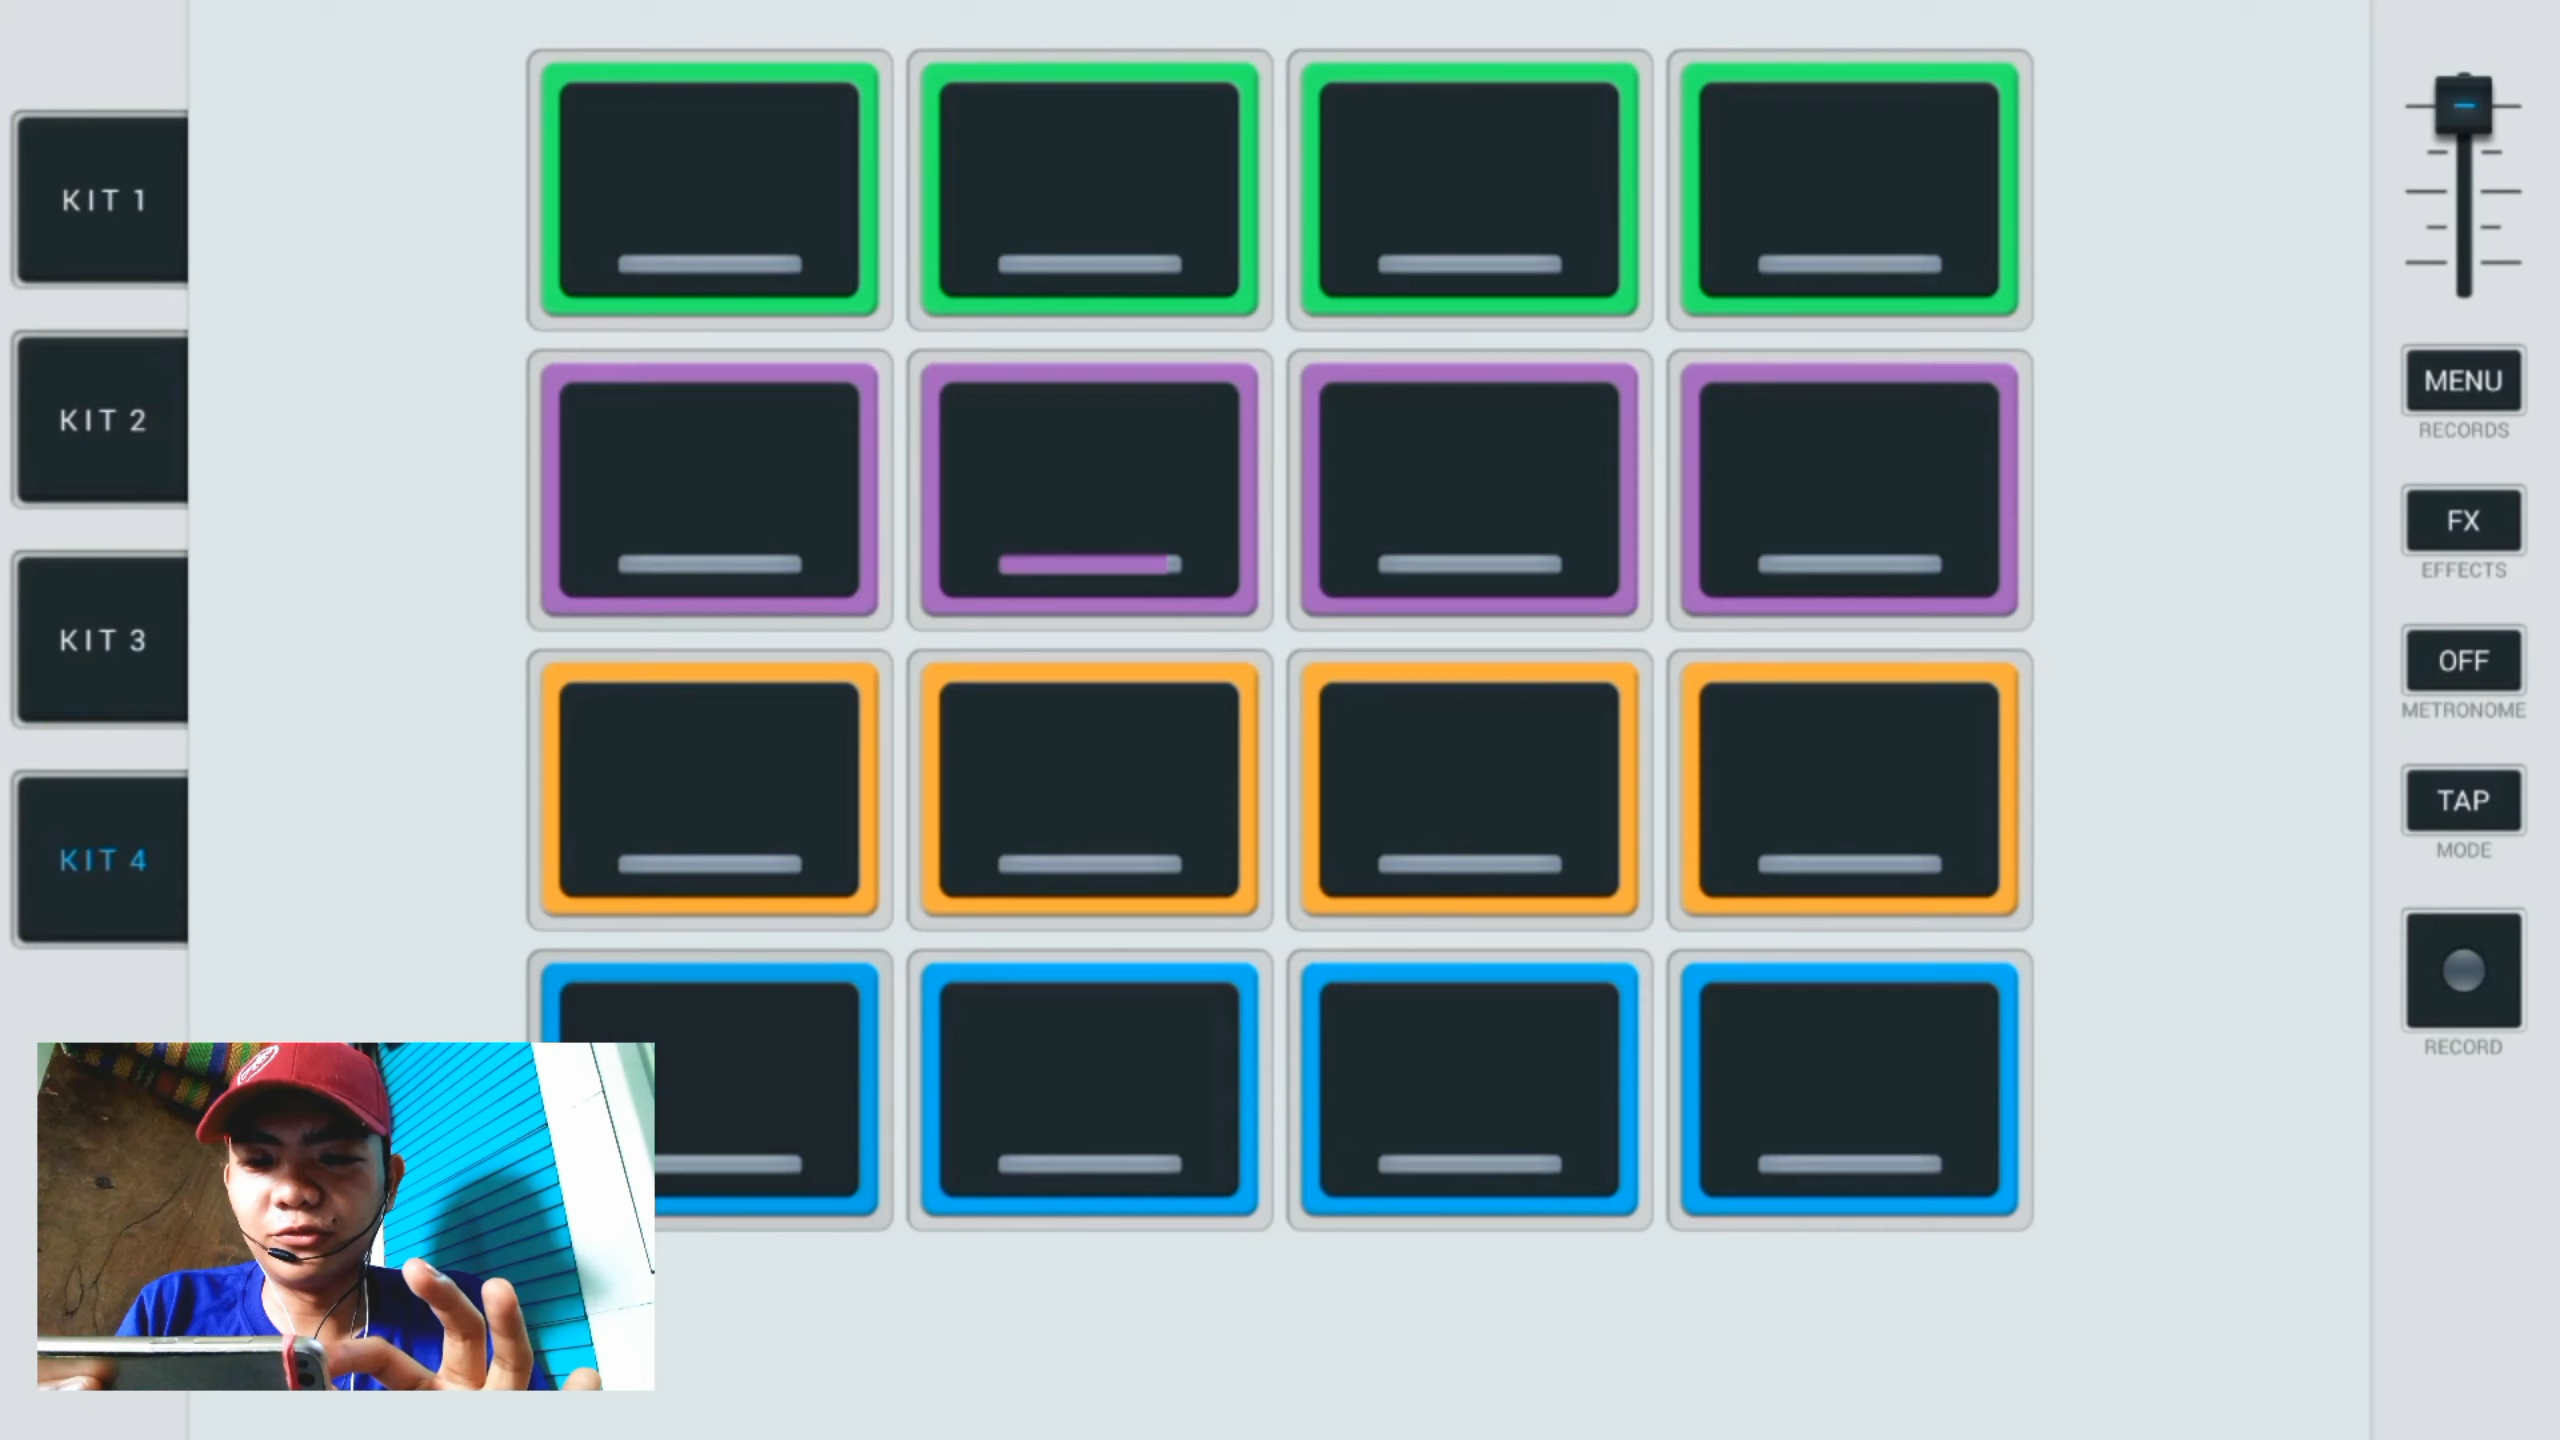 KIT 1
KIT 2
KIT 3
KIT 4
MENU
RECORDS
FX
EFFECTS
OFF
METRONOME
TAP
MODE
RECORD